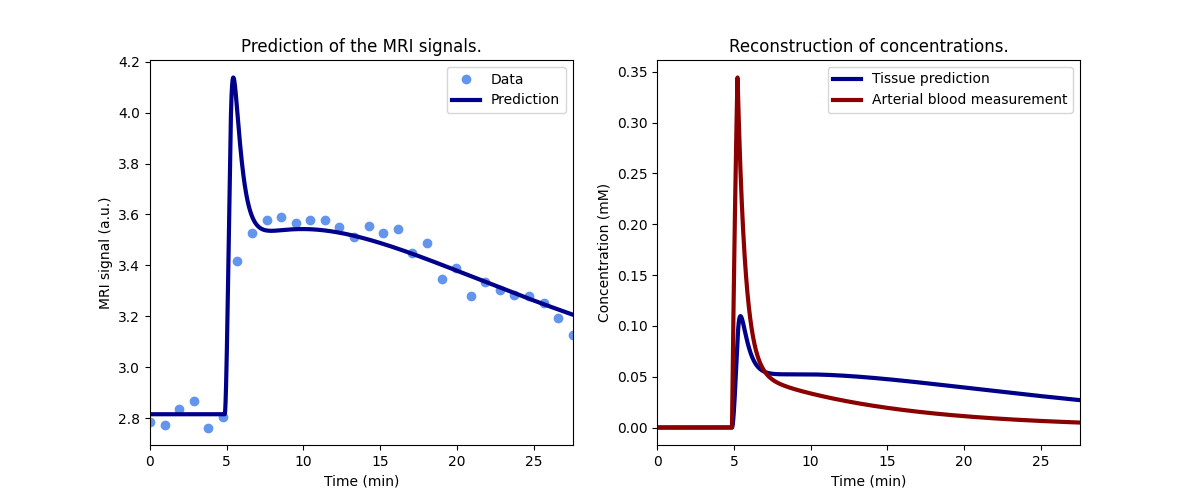 Prediction of the MRI signals.
MRI signal (a.u.)
4.2
4.0
3.8
3.6
3.4
3.2
3.0
2.8
0 5 10 15 20 25
Time (min)
Data
Prediction
Reconstruction of concentrations.
Concentration (mM)
0.35
0.30
0.25
0.20
0.15
0.10
0.05
0.00
0 5 10 15 20 25
Time (min)
Tissue prediction
Arterial blood measurement